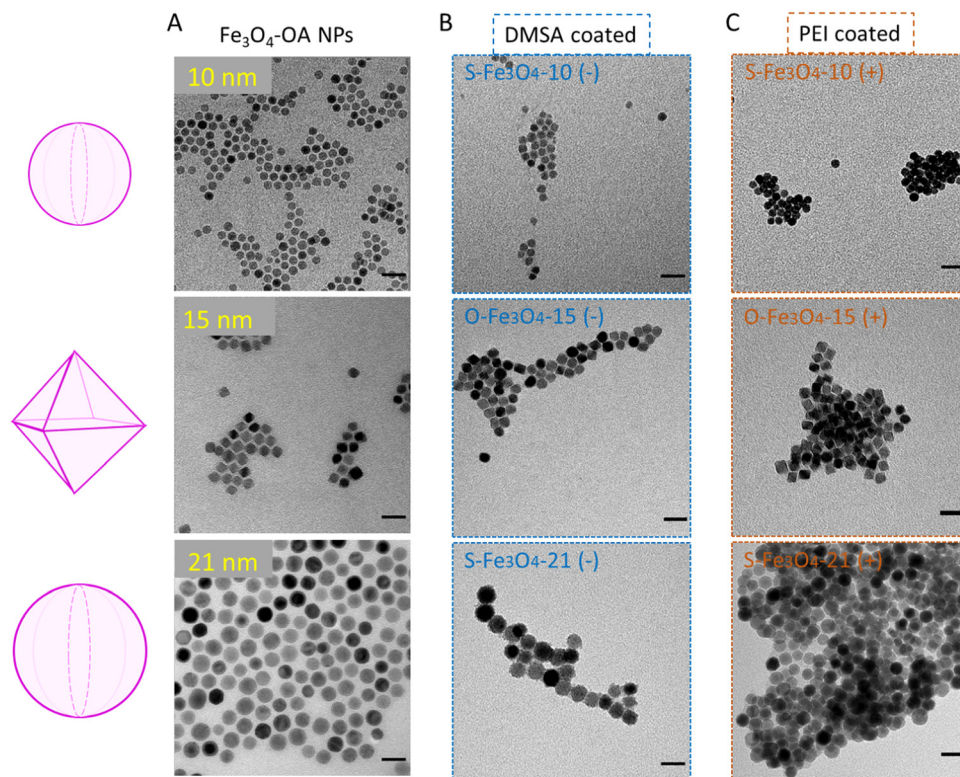 A
Fe₃O₄-OA NPs
B
DMSA coated
C
PEI coated
10 nm
S-Fe₃O₄-10 (-)
S-Fe₃O₄-10 (+)
15 nm
O-Fe₃O₄-15 (-)
O-Fe₃O₄-15 (+)
21 nm
S-Fe₃O₄-21 (-)
S-Fe₃O₄-21 (+)